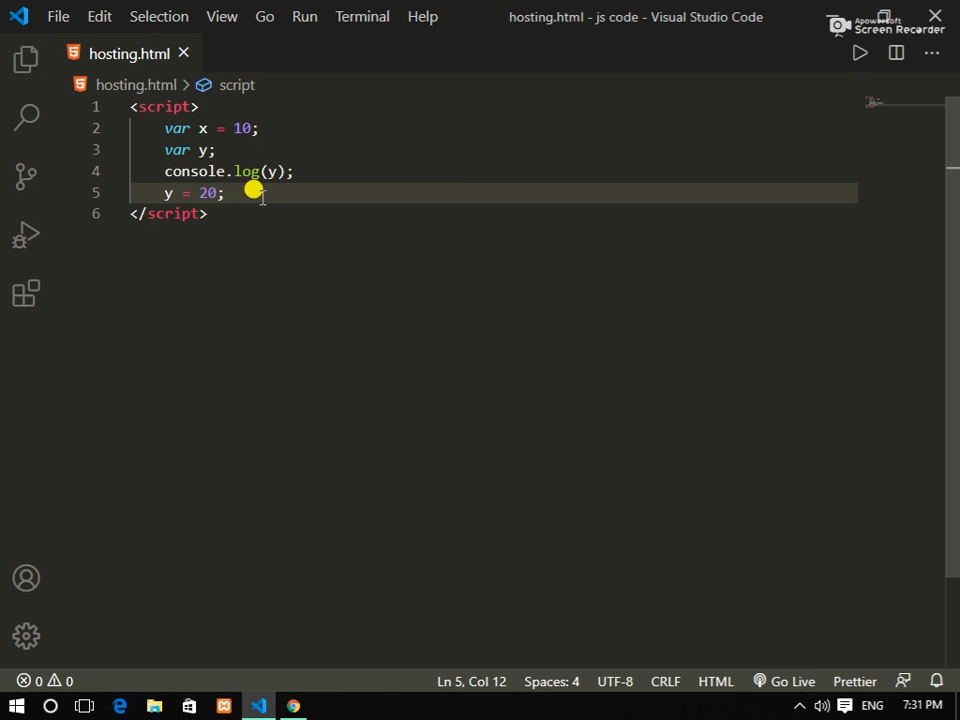 File Edit Selection View Go Run Terminal Help hosting.html - js code - Visual Studio Code
Apowersoft
Screen Recorder
hosting.html
hosting.html > script
1 <script>
2 var x = 10;
3 var y;
4 console.log(y);
5 y = 20;
6 </script>
0 0 Ln 5, Col 12 Spaces: 4 UTF-8 CRLF HTML Go Live Prettier
ENG 7:31 PM